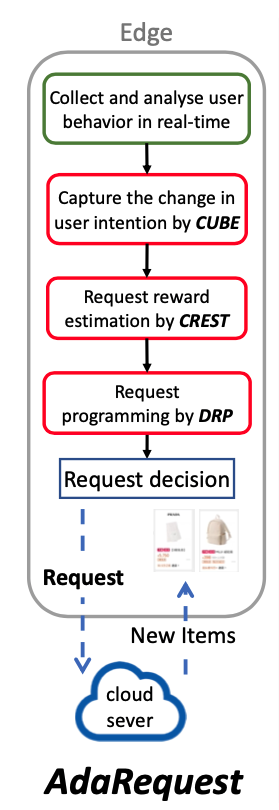 Edge
Collect and analyse user
behavior in real-time
Capture the change in
user intention by CUBE
Request reward
estimation by CREST
Request
programming by DRP
Request decision
Request
New Items
cloud
sever
AdaRequest